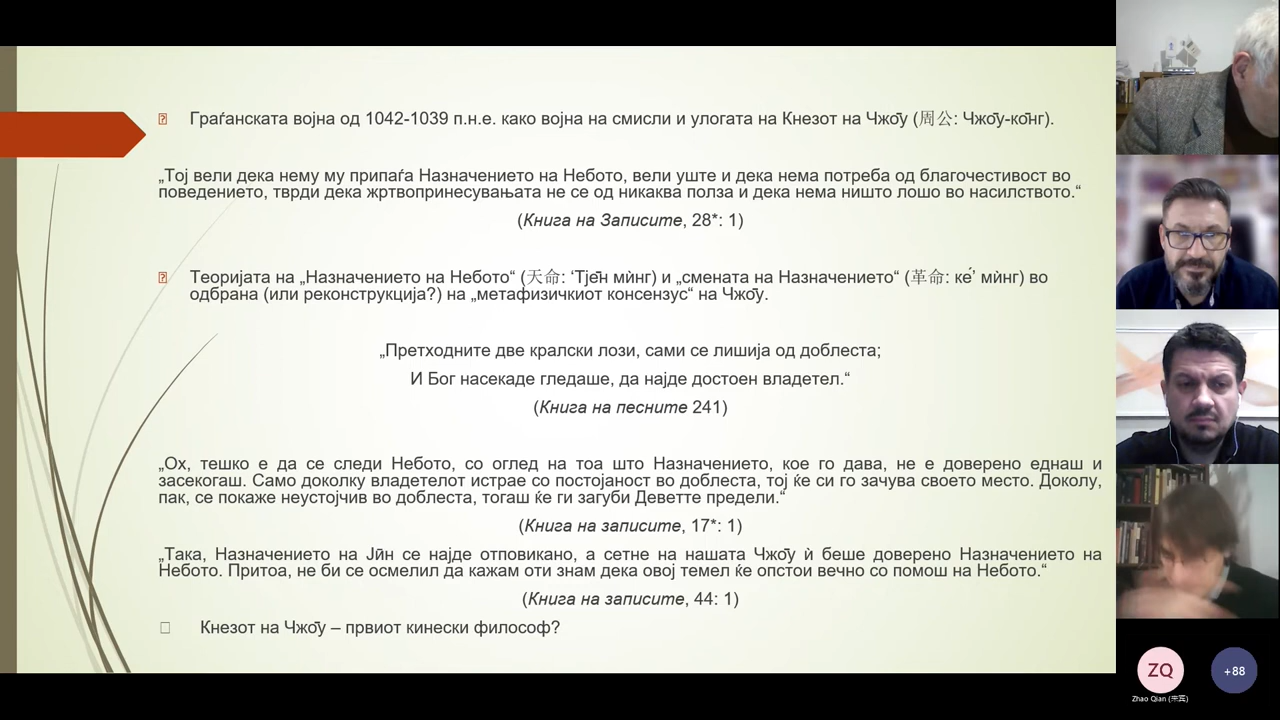 Граѓанската војна од 1042-1039 п.н.е. како војна на смисли и улогата на Кнезот на Чжо̄у (周公: Чжо̄у-ко̄нг).
„Тој вели дека нему му припаѓа Назначението на Небото, вели уште и дека нема потреба од благочестивост во
поведението, тврди дека жртвопринесувањата не се од никаква полза и дека нема ништо лошо во насилството.“
(Книга на Записите, 28*: 1)
Теоријата на „Назначението на Небото“ (天命: ‘Тје̄н мѝнг) и „смената на Назначението“ (革命: ке́’ мѝнг) во
одбрана (или реконструкција?) на „метафизичкиот консензус“ на Чжо̄у.
„Претходните две кралски лози, сами се лишија од доблеста;
И Бог насекаде гледаше, да најде достоен владетел.“
(Книга на песните 241)
„Ох, тешко е да се следи Небото, со оглед на тоа што Назначението, кое го дава, не е доверено еднаш и
засекогаш. Само доколку владетелот истрае со постојаност во доблеста, тој ќе си го зачува своето место. Доколу,
пак, се покаже неустојчив во доблеста, тогаш ќе ги загуби Деветте предели.“
(Книга на записите, 17*: 1)
„Така, Назначението на Јӣн се најде отповикано, а сетне на нашата Чжо̄у ѝ беше доверено Назначението на
Небото. Притоа, не би се осмелил да кажам оти знам дека овој темел ќе опстои вечно со помош на Небото.“
(Книга на записите, 44: 1)
Кнезот на Чжо̄у – првиот кинески философ?
ZQ
+88
Zhao Qian